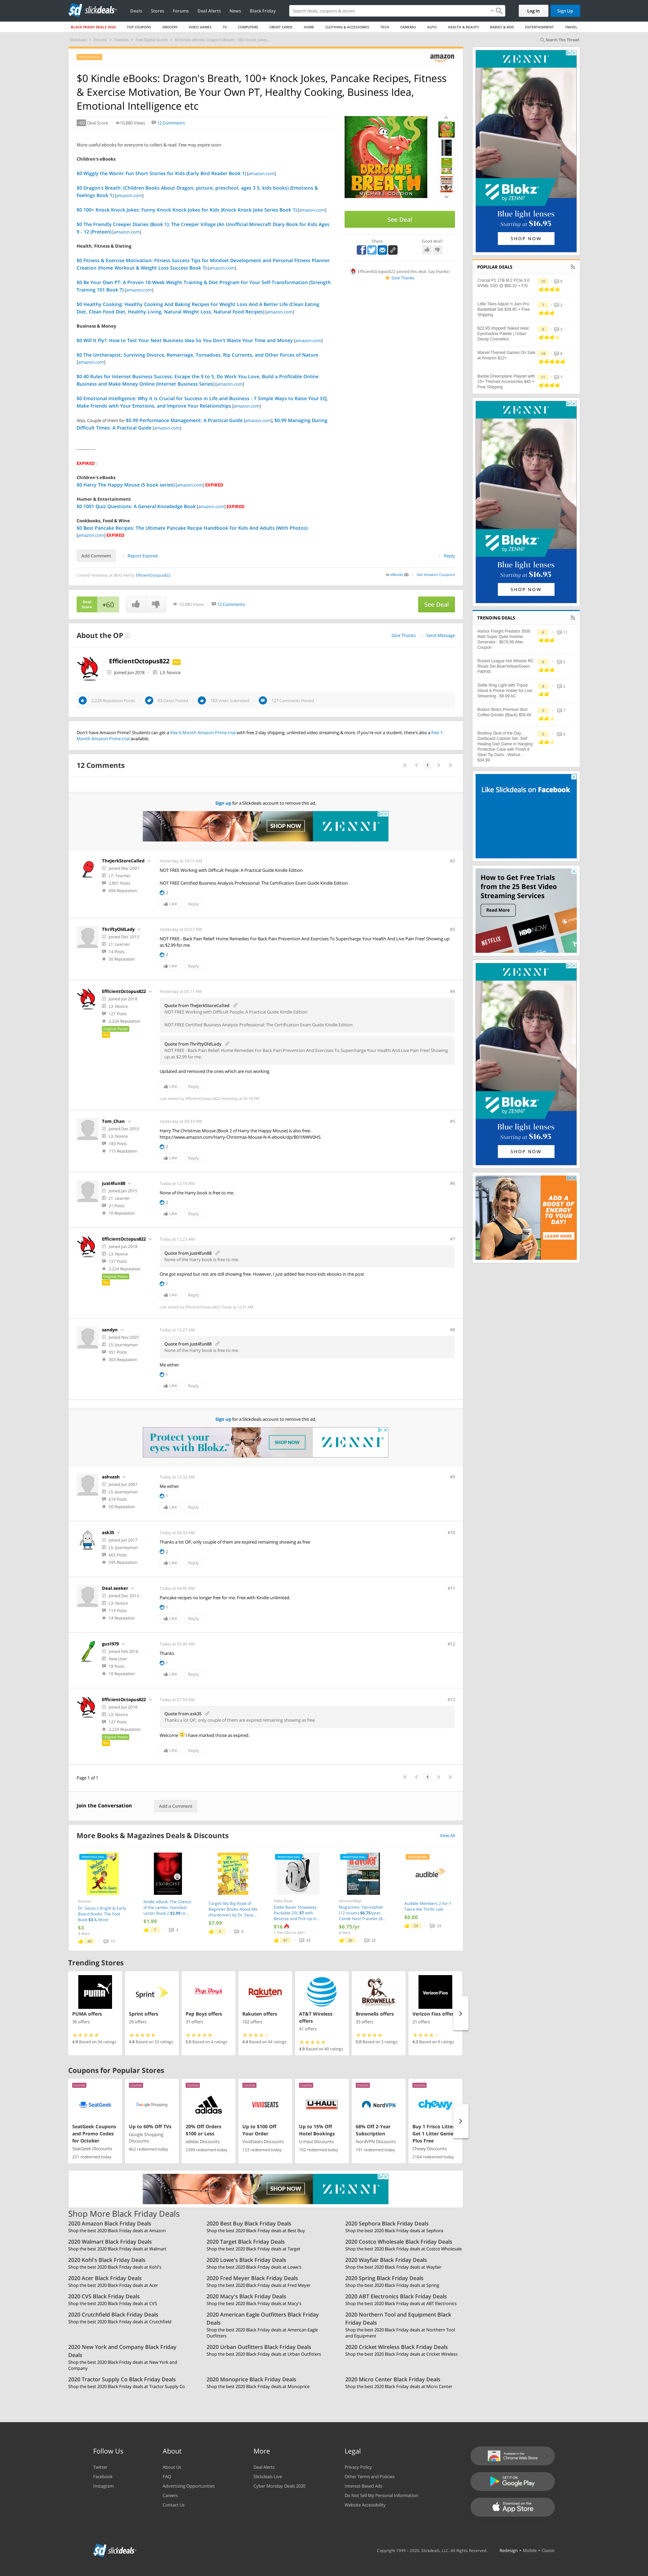 slickdeals
Deals Stores Forums Deal Alerts News Black Friday
Search deals, coupons & stores
Log In Sign Up
BLACK FRIDAY DEALS 2020 TOP COUPONS GROCERY VIDEO GAMES TV COMPUTERS CREDIT CARDS HOME CLOTHING & ACCESSORIES TECH CAMERAS AUTO HEALTH & BEAUTY BABIES & KIDS ENTERTAINMENT TRAVEL
Search This Thread
amazon
$0 Kindle eBooks: Dragon's Breath, 100+ Knock Jokes, Pancake Recipes, Fitness
& Exercise Motivation, Be Your Own PT, Healthy Cooking, Business Idea,
Emotional Intelligence etc
+60 Deal Score 10,880 Views 12 Comments
More useful ebooks for everyone to collect & read. Few may expire soon
Children's eBooks
$0 Wiggly the Worm: Fun Short Stories for Kids (Early Bird Reader Book 1) [amazon.com]
$0 Dragon's Breath: (Children Books About Dragon, picture, preschool, ages 3 5, kids books) (Emotions &
Feelings Book 1) [amazon.com]
$0 100+ Knock Knock Jokes: Funny Knock Knock Jokes for Kids (Knock Knock Joke Series Book 1) [amazon.com]
$0 The Friendly Creeper Diaries (Book 1): The Creeper Village (An Unofficial Minecraft Diary Book for Kids Ages
9 - 12 (Preteen) [amazon.com]
Health, Fitness & Dieting
$0 Fitness & Exercise Motivation: Fitness Success Tips for Mindset Development and Personal Fitness Planner
Creation (Home Workout & Weight Loss Success Book 1) [amazon.com]
$0 Be Your Own PT: A Proven 10-Week Weight Training & Diet Program For Your Self-Transformation (Strength
Training 101 Book 7) [amazon.com]
$0 Healthy Cooking: Healthy Cooking And Baking Recipes For Weight Loss And A Better Life (Clean Eating
Diet, Clean Food Diet, Healthy Living, Natural Weight Loss, Natural Food Recipes) [amazon.com]
Business & Money
$0 Will It Fly?: How to Test Your Next Business Idea So You Don't Waste Your Time and Money [amazon.com]
$0 The Untherapist: Surviving Divorce, Remarriage, Tornadoes, Rip Currents, and Other Forces of Nature
[amazon.com]
$0 40 Rules for Internet Business Success: Escape the 9 to 5, Do Work You Love, Build a Profitable Online
Business and Make Money Online (Internet Business Series) [amazon.com]
$0 Emotional Intelligence: Why it is Crucial for Success in Life and Business - 7 Simple Ways to Raise Your EQ,
Make Friends with Your Emotions, and Improve Your Relationships [amazon.com]
Also, Couple of them for $0.99 Performance Management: A Practical Guide [amazon.com], $0.99 Managing During
Difficult Times: A Practical Guide [amazon.com]
EXPIRED :
Children's eBooks
$0 Harry The Happy Mouse (5 book series) [amazon.com] EXPIRED
Humor & Entertainment
$0 1001 Quiz Questions: A General Knowledge Book [amazon.com] EXPIRED
Cookbooks, Food & Wine
$0 Best Pancake Recipes: The Ultimate Pancake Recipe Handbook For Kids And Adults (With Photos)
[amazon.com] EXPIRED
DRAGON'S BREATH
MICHAEL GORDON
See Deal
Share Good deal?
EfficientOctopus822 posted this deal. Say thanks!
Give Thanks
Add Comment Report Expired Reply
Created Yesterday at 08:41 AM by EfficientOctopus822
in eBooks (8) Get Amazon Coupons
Deal Score +60 10,880 Views 12 Comments See Deal
About the OP Give Thanks Send Message
EfficientOctopus822 Pro
Joined Jun 2018 L3: Novice
2,224 Reputation Points 63 Deals Posted 183 Votes Submitted 127 Comments Posted
Don't have Amazon Prime? Students can get a free 6-Month Amazon Prime trial with free 2-day shipping, unlimited video streaming & more. If you're not a student, there's also a free 1-
Month Amazon Prime trial available.
12 Comments
1
Sign up for a Slickdeals account to remove this ad.
SHOP NOW ZENNI
TheJerkStoreCalled
Joined Mar 2007
L7: Teacher
2,801 Posts
604 Reputation
Yesterday at 10:15 AM #2
NOT FREE Working with Difficult People: A Practical Guide Kindle Edition
NOT FREE Certified Business Analysis Professional: The Certification Exam Guide Kindle Edition
2
Like Reply
ThriftyOldLady
Joined Dec 2013
L1: Learner
14 Posts
50 Reputation
Yesterday at 03:57 PM #3
NOT FREE - Back Pain Relief: Home Remedies For Back Pain Prevention And Exercises To Supercharge Your Health And Live Pain Free! Showing up
as $2.99 for me.
3
Like Reply
EfficientOctopus822
Joined Jun 2018
L3: Novice
127 Posts
2,224 Reputation
Original Poster
Pro
Yesterday at 05:11 PM #4
Quote from TheJerkStoreCalled
NOT FREE Working with Difficult People: A Practical Guide Kindle Edition
NOT FREE Certified Business Analysis Professional: The Certification Exam Guide Kindle Edition
Quote from ThriftyOldLady
NOT FREE - Back Pain Relief: Home Remedies For Back Pain Prevention And Exercises To Supercharge Your Health And Live Pain Free! Showing
up as $2.99 for me.
Updated and removed the ones which are not working
Like Reply
Last edited by EfficientOctopus822 Yesterday at 05:19 PM.
Tom_Chan
Joined Dec 2010
L3: Novice
183 Posts
115 Reputation
Yesterday at 09:33 PM #5
Harry The Christmas Mouse (Book 2 of Harry the Happy Mouse) is also free:
https://www.amazon.com/Harry-Christmas-Mouse-N-K-ebook/dp/B01NWV0HS
2
Like Reply
just4fun88
Joined Jan 2015
L1: Learner
21 Posts
10 Reputation
Today at 12:15 AM #6
None of the Harry book is free to me.
2
Like Reply
EfficientOctopus822
Joined Jun 2018
L3: Novice
127 Posts
2,224 Reputation
Original Poster
Pro
Today at 12:23 AM #7
Quote from just4fun88
None of the Harry book is free to me.
One got expired but rest are still showing free. However, I just added few more kids ebooks in the post
1
Like Reply
Last edited by EfficientOctopus822 Today at 12:31 AM.
sandyn
Joined Nov 2007
L5: Journeyman
951 Posts
303 Reputation
Today at 12:27 AM #8
Quote from just4fun88
None of the Harry book is free to me.
Me either
1
Like Reply
Sign up for a Slickdeals account to remove this ad.
Protect your eyes with Blokz. SHOP NOW ZENNI
ashvash
Joined Jun 2007
L5: Journeyman
610 Posts
50 Reputation
Today at 12:32 AM #9
Me either
1
Like Reply
ask35
Joined Jun 2017
L5: Journeyman
665 Posts
595 Reputation
Today at 04:33 AM #10
Thanks a lot OP, only couple of them are expired remaining showing as free
2
Like Reply
Deal.seeker
Joined Dec 2013
L3: Novice
119 Posts
14 Reputation
Today at 04:45 AM #11
Pancake recipes no longer free for me. Free with Kindle unlimited.
1
Like Reply
gus1979
Joined Feb 2016
New User
18 Posts
10 Reputation
Today at 05:49 AM #12
Thanks
1
Like Reply
EfficientOctopus822
Joined Jun 2018
L3: Novice
127 Posts
2,224 Reputation
Original Poster
Pro
Today at 07:59 AM #13
Quote from ask35
Thanks a lot OP, only couple of them are expired remaining showing as free
Welcome I have marked those as expired.
Like Reply
Page 1 of 1
1
Join the Conversation Add a Comment
More Books & Magazines Deals & Discounts View All
Amazon
Dr. Seuss's Bright & Early Board Books: The Foot Book $3 & More
$3
& More
Kindle eBook: The Silence of the Lambs: Hannibal Lecter Book 2 $2.99 or...
$1.99
Target: My Big Book of Beginner Books About Me (Hardcover) by Dr. Seus...
$7.99
Eddie Bauer
Eddie Bauer Stowaway Packable 20L $7 with Reserve and Pick Up In...
$16
Magazines: Eternophile (12 issues) $6.75/year, Conde Nast Traveler (8...
$6.75/yr
& More
audible
Audible Members 2-for-1 Twice the Thrills sale
$0.00
Trending Stores
PUMA offers
36 offers
4.0 Based on 34 ratings
Sprint offers
29 offers
4.6 Based on 33 ratings
Pep Boys offers
31 offers
5.0 Based on 4 ratings
Rakuten offers
102 offers
4.4 Based on 44 ratings
AT&T Wireless offers
41 offers
4.9 Based on 40 ratings
Brownells offers
35 offers
5.0 Based on 3 ratings
Verizon Fios offers
21 offers
4.3 Based on 9 ratings
Coupons for Popular Stores
SeatGeek
SeatGeek Coupons and Promo Codes for October
SeatGeek Discounts
251 redeemed today
Google Shopping
Up to 60% Off TVs
Google Shopping Discounts
862 redeemed today
adidas
20% Off Orders $100 or Less
adidas Discounts
2399 redeemed today
VIVIDSEATS
Up to $100 Off Your Order
VividSeats Discounts
123 redeemed today
U-HAUL
Up to 15% Off Hotel Bookings
U-Haul Discounts
102 redeemed today
NordVPN
68% Off 2-Year Subscription
NordVPN Discounts
191 redeemed today
chewy
Buy 1 Frisco Litter, Get 1 Litter Genie Plus Free
Chewy Discounts
2144 redeemed today
SHOP NOW ZENNI
Shop More Black Friday Deals
2020 Amazon Black Friday Deals
Shop the best 2020 Black Friday deals at Amazon
2020 Best Buy Black Friday Deals
Shop the best 2020 Black Friday deals at Best Buy
2020 Sephora Black Friday Deals
Shop the best 2020 Black Friday deals at Sephora
2020 Walmart Black Friday Deals
Shop the best 2020 Black Friday deals at Walmart
2020 Target Black Friday Deals
Shop the best 2020 Black Friday deals at Target
2020 Costco Wholesale Black Friday Deals
Shop the best 2020 Black Friday deals at Costco Wholesale
2020 Kohl's Black Friday Deals
Shop the best 2020 Black Friday deals at Kohl's
2020 Lowe's Black Friday Deals
Shop the best 2020 Black Friday deals at Lowe's
2020 Wayfair Black Friday Deals
Shop the best 2020 Black Friday deals at Wayfair
2020 Acer Black Friday Deals
Shop the best 2020 Black Friday deals at Acer
2020 Fred Meyer Black Friday Deals
Shop the best 2020 Black Friday deals at Fred Meyer
2020 Spring Black Friday Deals
Shop the best 2020 Black Friday deals at Spring
2020 CVS Black Friday Deals
Shop the best 2020 Black Friday deals at CVS
2020 Macy's Black Friday Deals
Shop the best 2020 Black Friday deals at Macy's
2020 ABT Electronics Black Friday Deals
Shop the best 2020 Black Friday deals at ABT Electronics
2020 Crutchfield Black Friday Deals
Shop the best 2020 Black Friday deals at Crutchfield
2020 American Eagle Outfitters Black Friday Deals
Shop the best 2020 Black Friday deals at American Eagle Outfitters
2020 Northern Tool and Equipment Black Friday Deals
Shop the best 2020 Black Friday deals at Northern Tool and Equipment
2020 New York and Company Black Friday Deals
Shop the best 2020 Black Friday deals at New York and Company
2020 Urban Outfitters Black Friday Deals
Shop the best 2020 Black Friday deals at Urban Outfitters
2020 Cricket Wireless Black Friday Deals
Shop the best 2020 Black Friday deals at Cricket Wireless
2020 Tractor Supply Co Black Friday Deals
Shop the best 2020 Black Friday deals at Tractor Supply Co
2020 Monoprice Black Friday Deals
Shop the best 2020 Black Friday deals at Monoprice
2020 Micro Center Black Friday Deals
Shop the best 2020 Black Friday deals at Micro Center
ZENNI
Blokz BY ZENNI
Blue light lenses
Starting at $16.95
SHOP NOW
POPULAR DEALS
Crucial P1 1TB M.2 PCIe 3.0 NVMe SSD @ $90.32 + F/S
Little Tikes Adjust 'n Jam Pro Basketball Set $34.65 + Free Shipping
$22.95 shipped! Naked Heat Eyeshadow Palette | Urban Decay Cosmetics
Marvel Themed Games On Sale at Amazon $12+
Barbie Dreamplane Playset with 15+ Themed Accessories $45 + Free Shipping
ZENNI
Blokz BY ZENNI
Blue light lenses
Starting at $16.95
SHOP NOW
TRENDING DEALS
Harbor Freight Predator 3500 Watt Super Quiet Inverter Generator - $679.99 After Coupon
Rocket League Hot Wheels RC Rivals Set Blue/Yellow/Green FWP45
Selfie Ring Light with Tripod Stand & Phone Holder for Live Streaming - $9.99 AC
Bodum Bistro Premium Burr Coffee Grinder (Black) $59.49
Bestbuy Deal of the Day : Dartboard Cabinet Set- Self Healing Dart Game in Hanging Protective Case with Finish 6 Steel Tip Darts - Walnut - $34.99
Like Slickdeals on Facebook
How to Get Free Trials from the 25 Best Video Streaming Services
Read More
NETFLIX HBO NOW
ZENNI
Blokz BY ZENNI
Blue light lenses
Starting at $16.95
SHOP NOW
ADD A BOOST TO YOUR DAY!
LEARN MORE
Follow Us
Twitter
Facebook
Instagram
About
About Us
FAQ
Advertising Opportunities
Careers
Contact Us
More
Deal Alerts
Slickdeals Live
Cyber Monday Deals 2020
Legal
Privacy Policy
Other Terms and Policies
Interest-Based Ads
Do Not Sell My Personal Information
Website Accessibility
Available in the Chrome Web Store
GET IT ON Google Play
Download on the App Store
slickdeals
Copyright 1999 - 2020. Slickdeals, LLC. All Rights Reserved. Redesign • Mobile • Classic